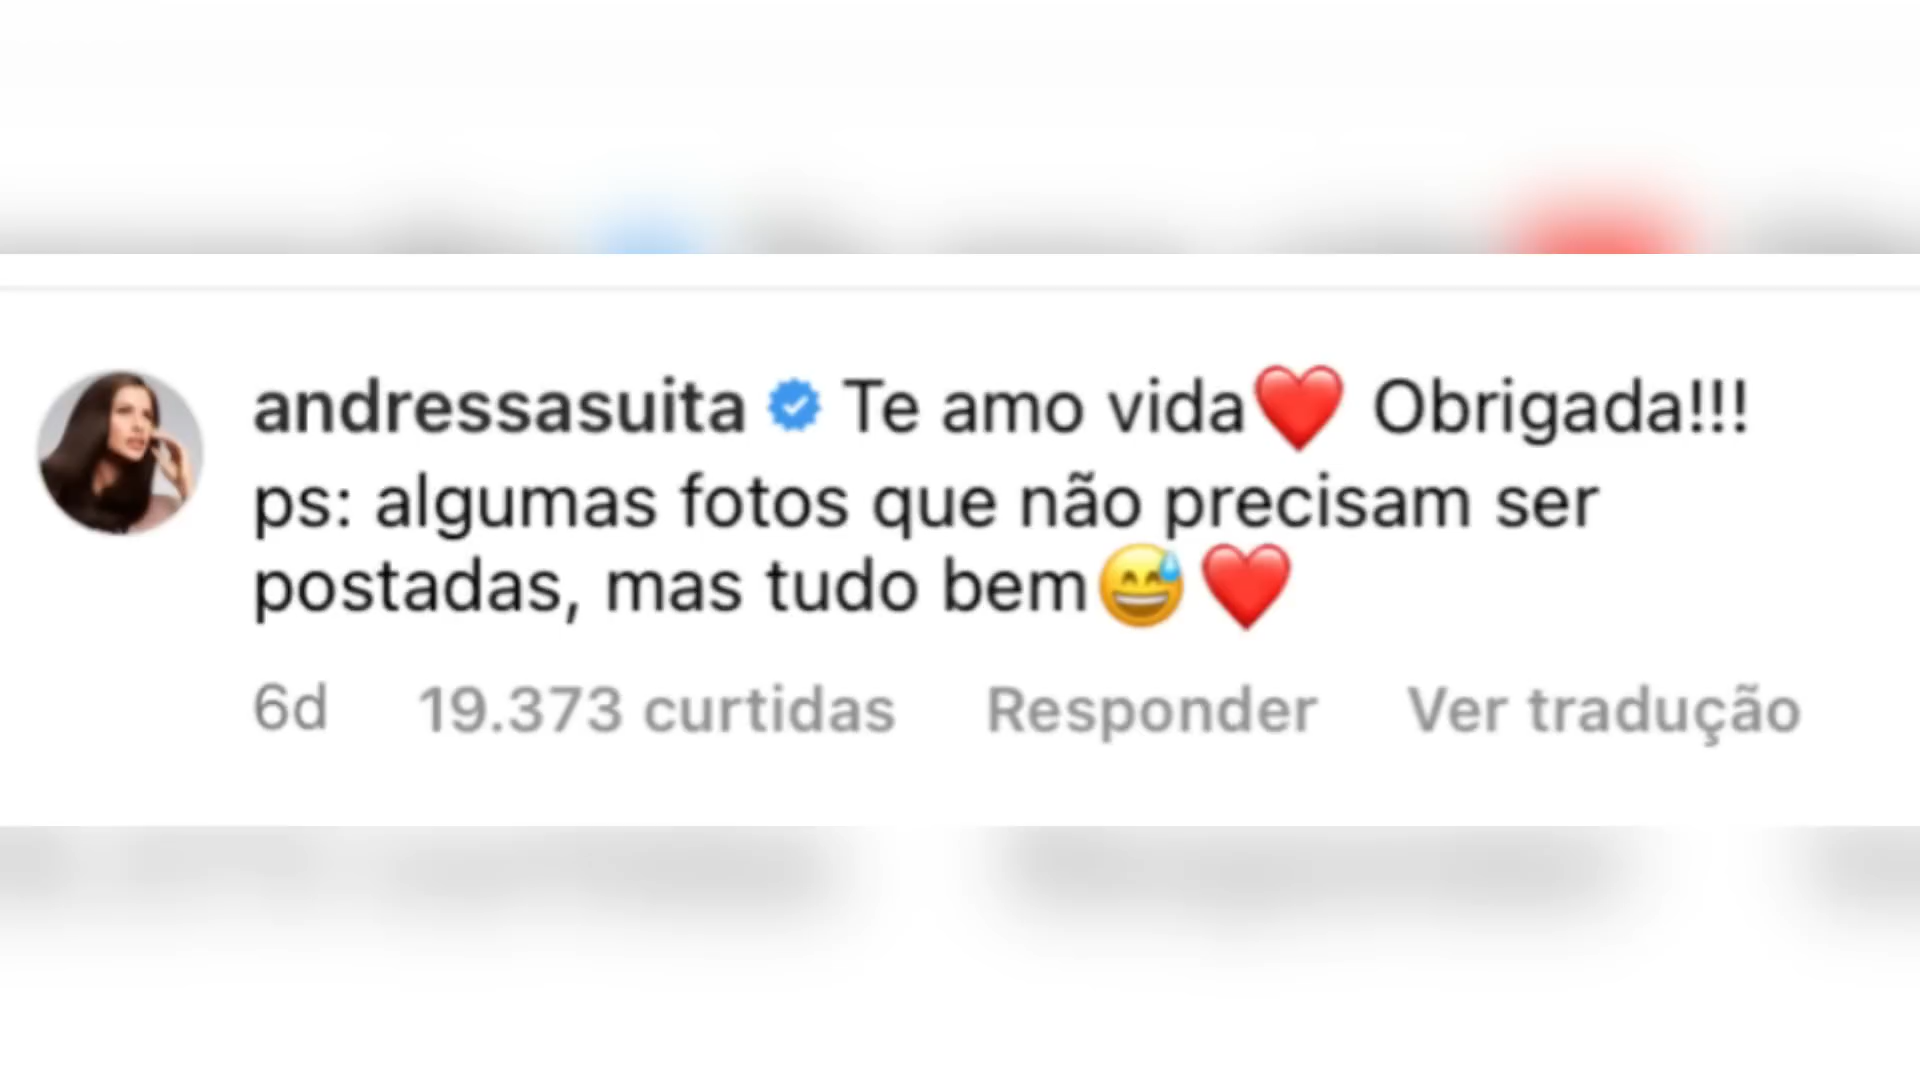 andressasuita Te amo vida❤️ Obrigada!!!
ps: algumas fotos que não precisam ser
postadas, mas tudo bem😅❤️
6d 19.373 curtidas Responder Ver tradução